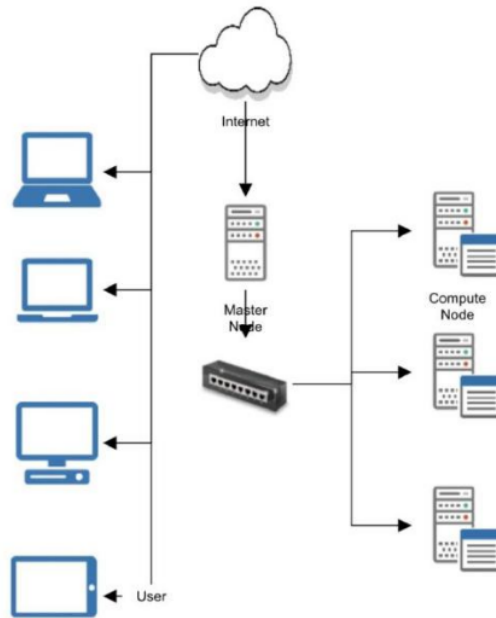 Internet
Master
Node
Compute
Node
User